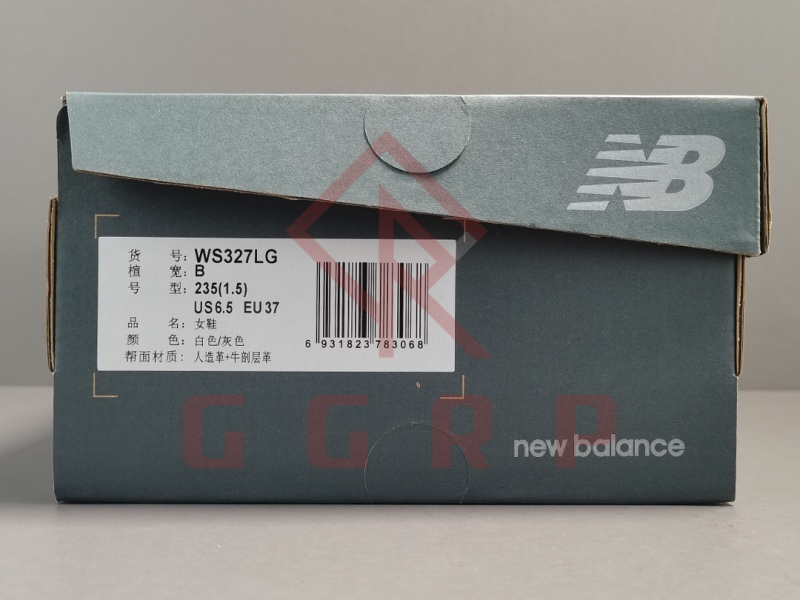 NB
货 号: WS327LG
楦 宽: B
号 型: 235(1.5)
US6.5 EU37
品 名: 女鞋
颜 色: 白色/灰色
帮面材质: 人造革+牛剖层革
6 931823 783068
GGRP
new balance